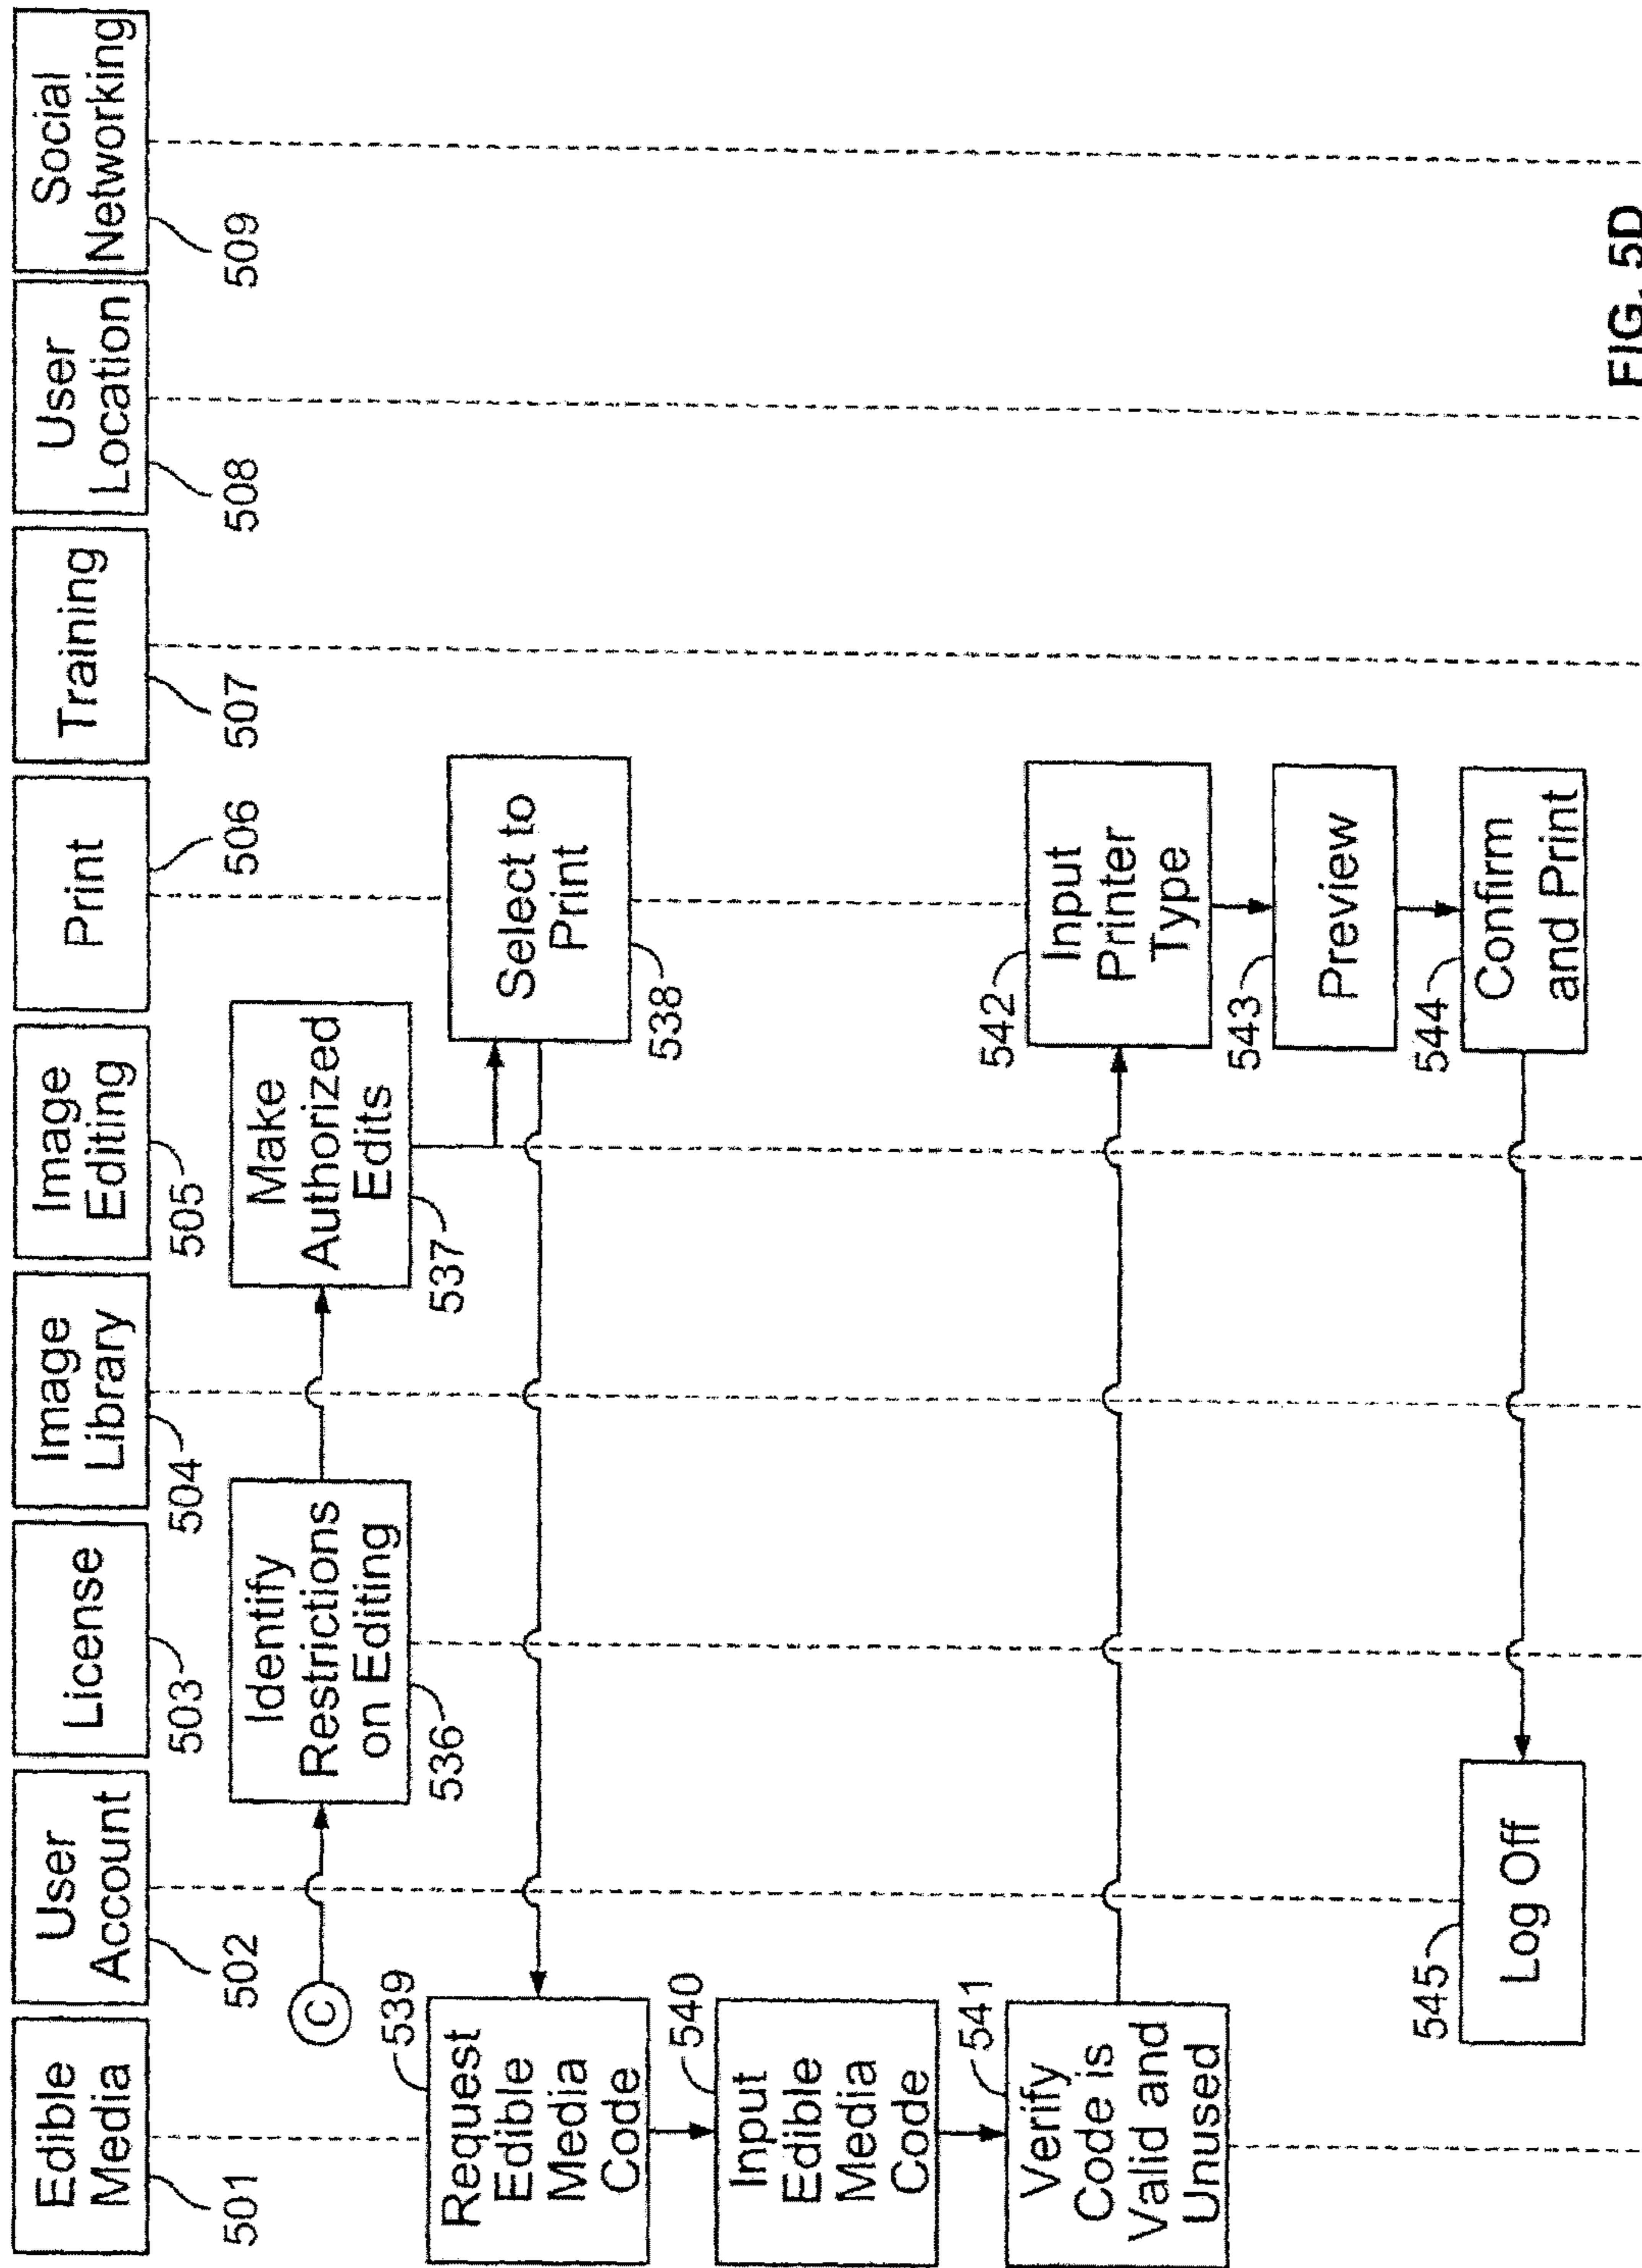 Edible
Media
501
User
Account
502
License
503
Image
Library
504
Image
Editing
505
Print
506
Training
507
User
Location
508
Social
Networking
509
C
Identify
Restrictions
on Editing
536
Make
Authorized
Edits
537
Select to
Print
538
539
Request
Edible
Media
Code
540
Input
Edible
Media
Code
541
Verify
Code is
Valid and
Unused
542
Input
Printer
Type
543
Preview
544
Confirm
and Print
545
Log Off
FIG. 5D